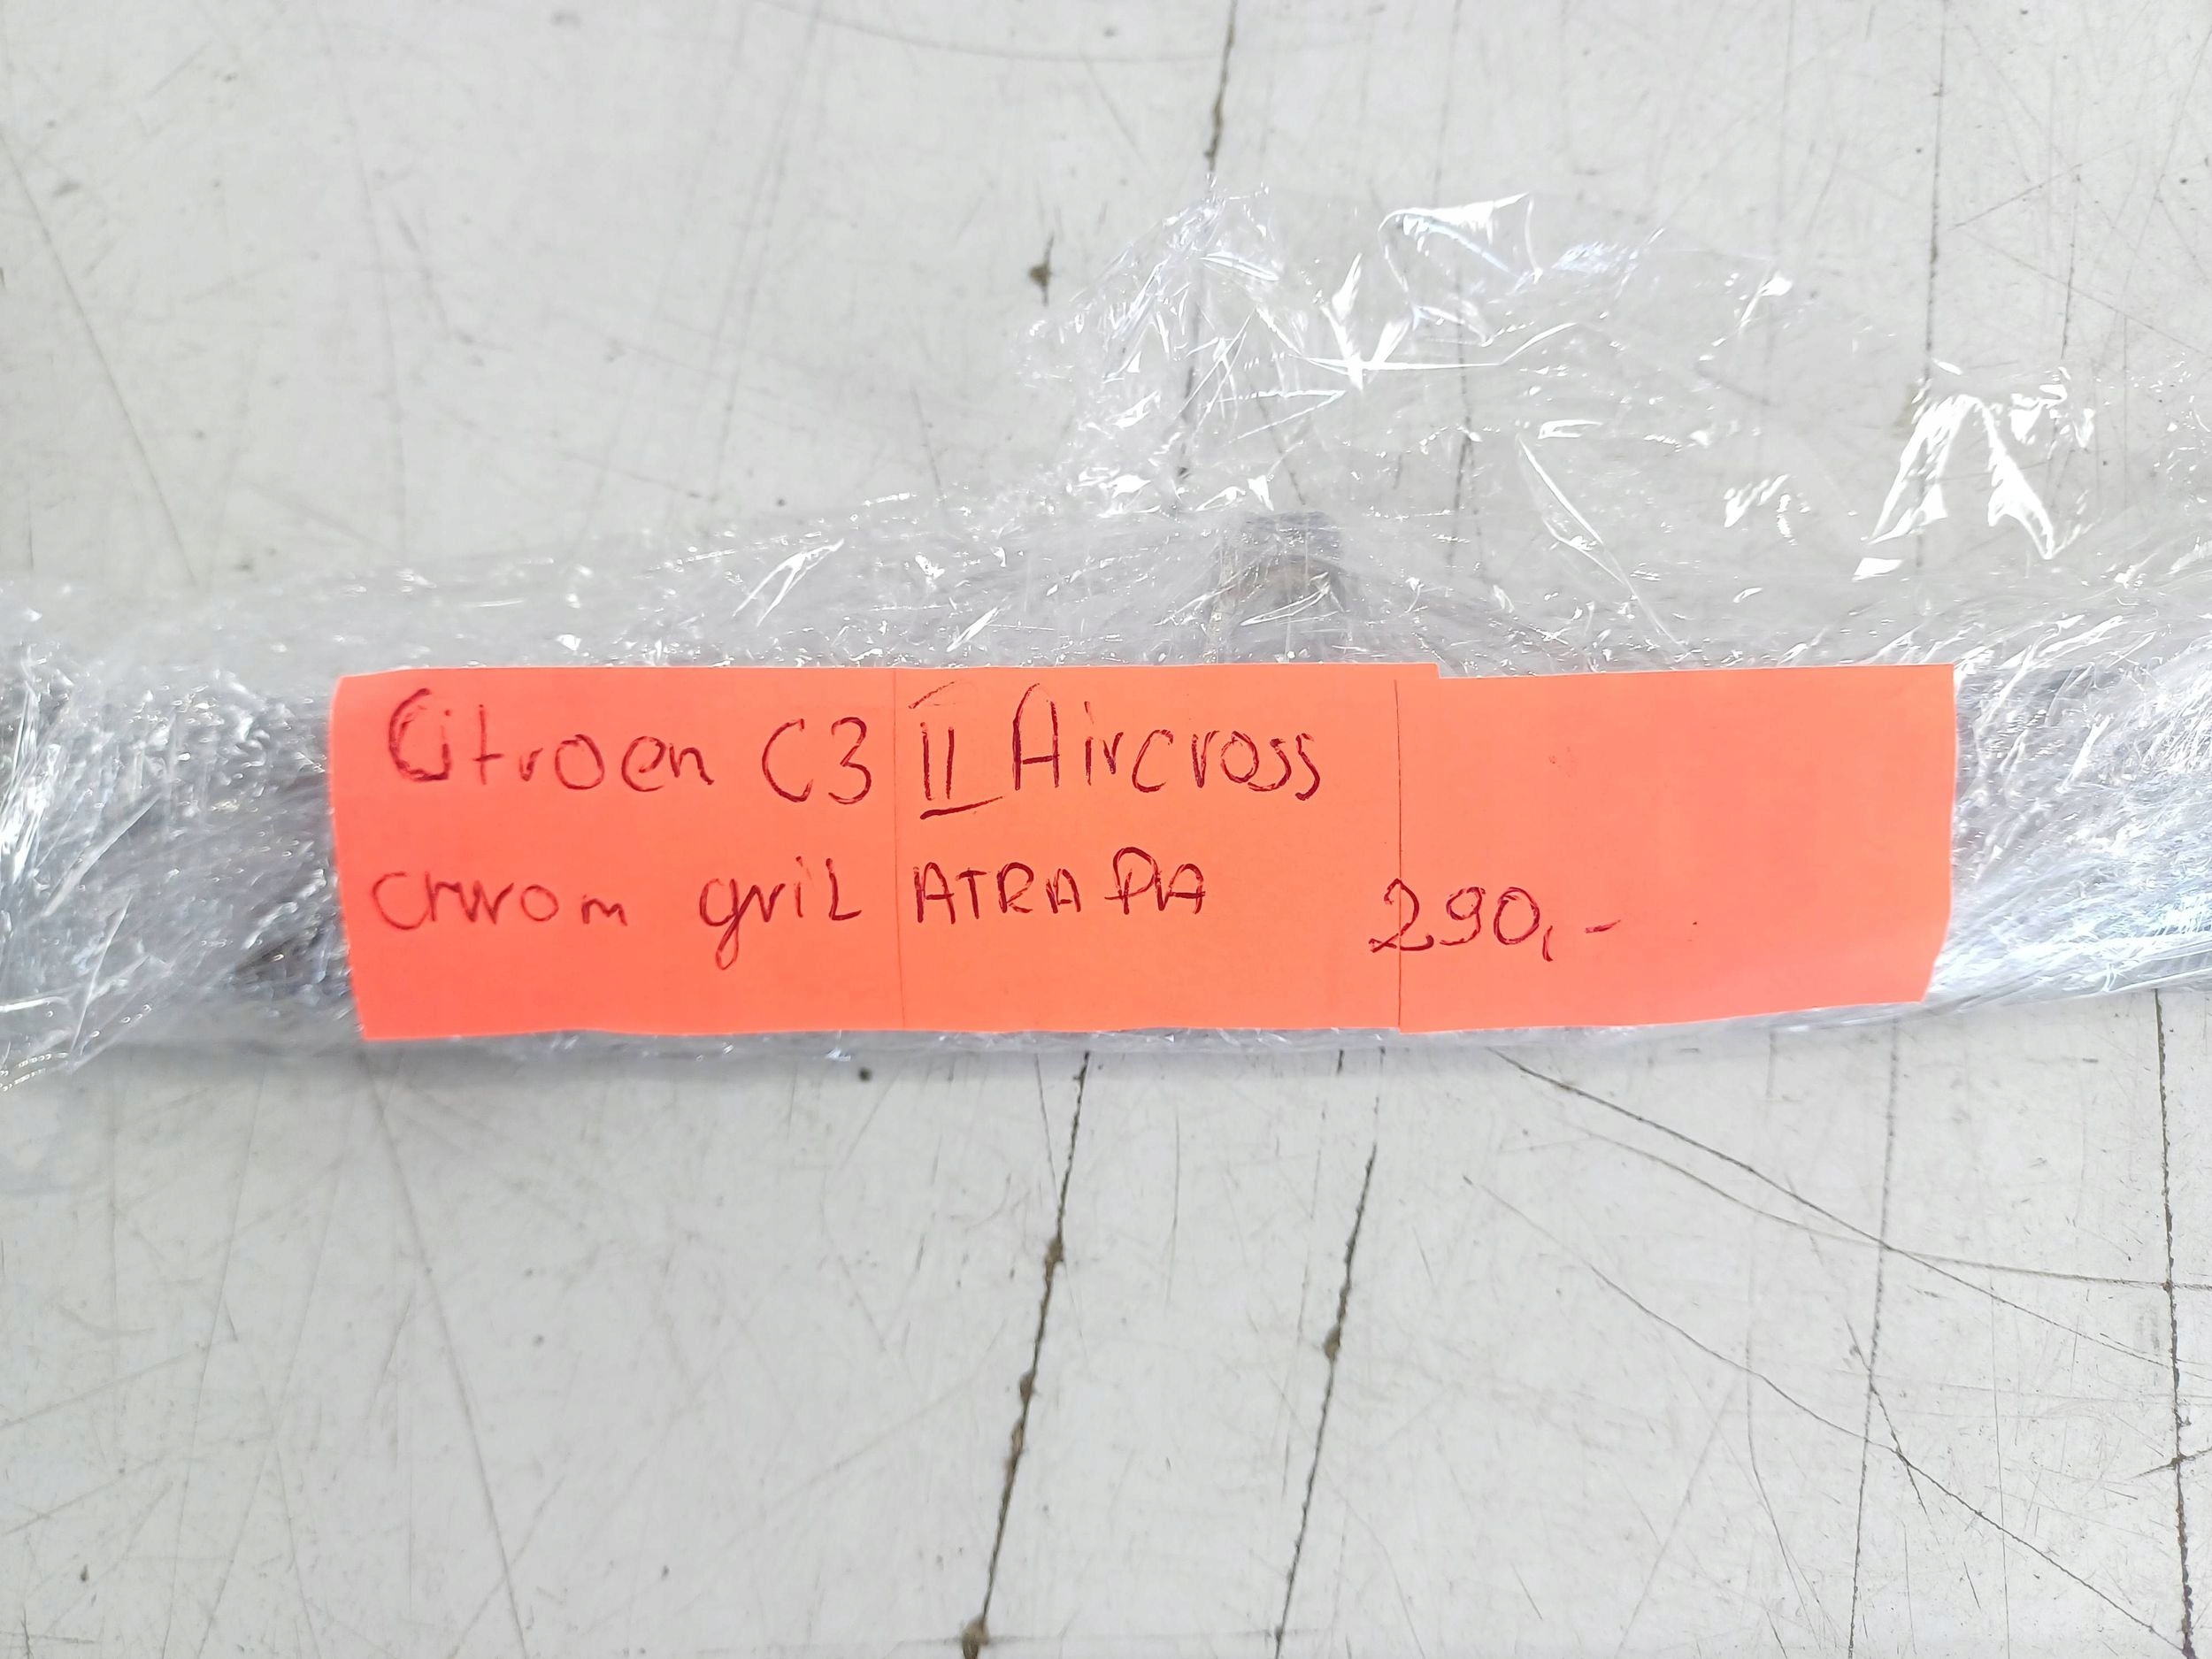 Citroen C3 II Aircross
chrom gril ATRAPA 290,-